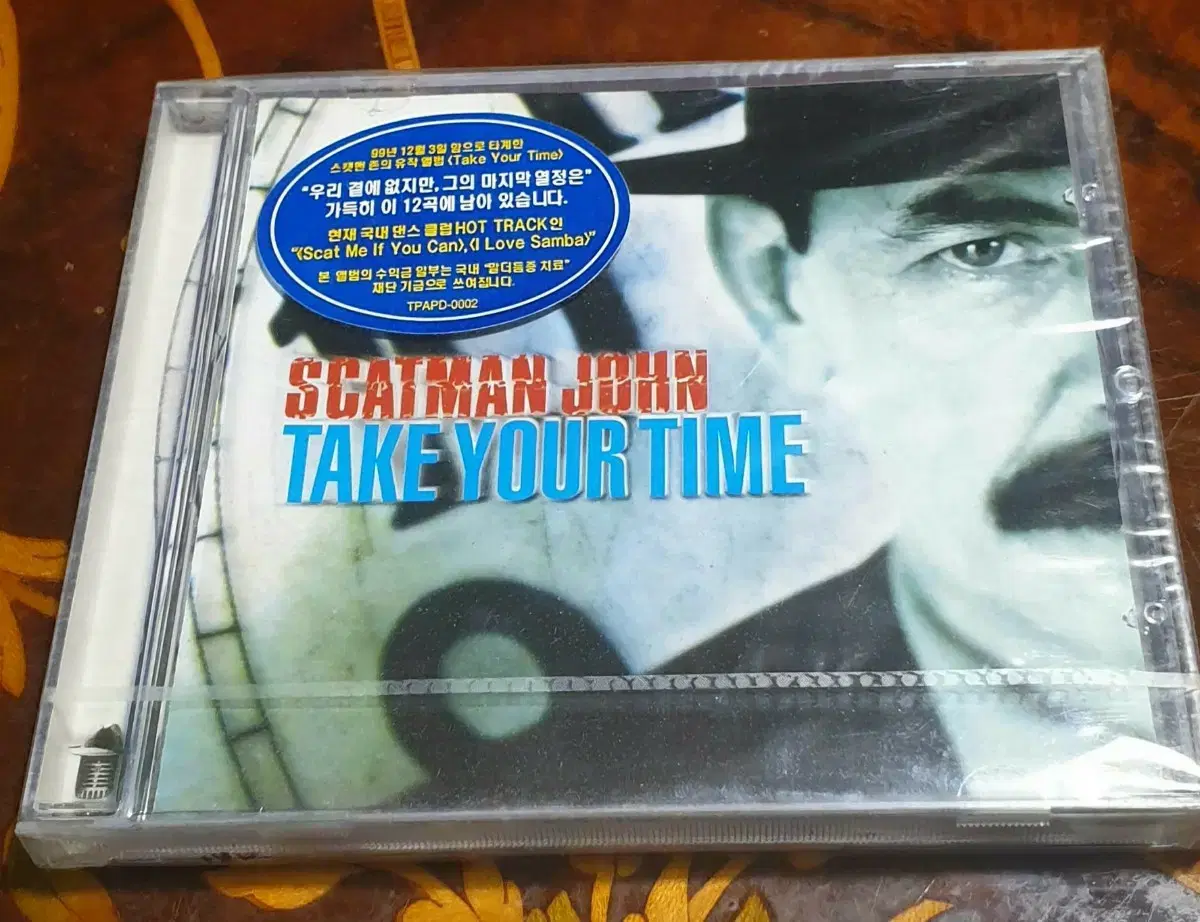 99년 12월 3일 암으로 타계한
스캣맨 존의 유작 앨범 〈Take Your Time〉
“우리 곁에 없지만, 그의 마지막 열정은”
가득히 이 12곡에 남아 있습니다.
현재 국내 댄스 클럽 HOT TRACK인
“〈Scat Me If You Can〉, 〈I Love Samba〉”
본 앨범의 수익금 일부는 국내 “말더듬증 치료”
재단 기금으로 쓰여집니다.
TPAPD-0002
SCATMAN JOHN
TAKE YOUR TIME